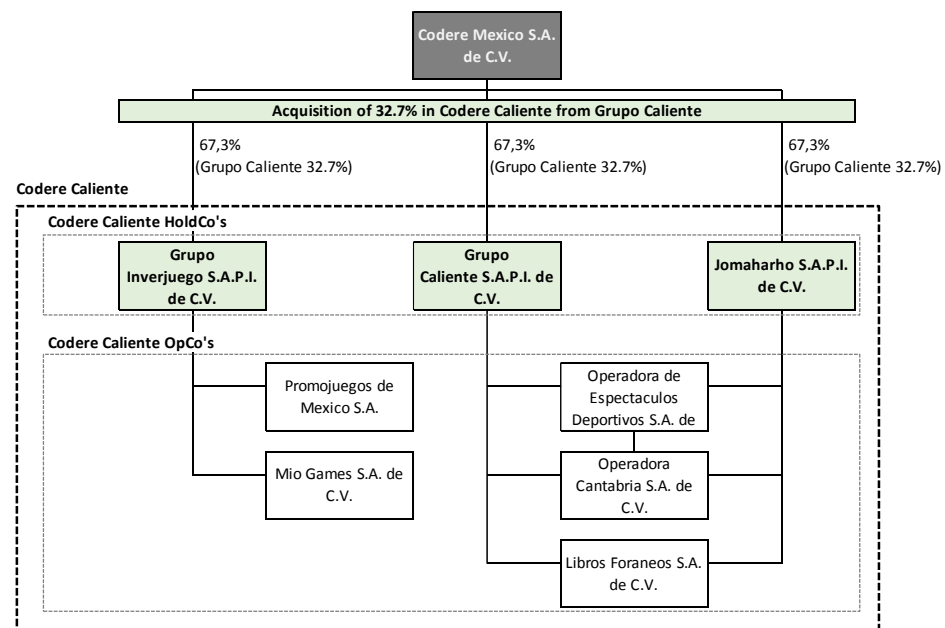 Codere Mexico S.A.
de C.V.
Acquisition of 32.7% in Codere Caliente from Grupo Caliente
67,3%
(Grupo Caliente 32.7%)
67,3%
(Grupo Caliente 32.7%)
67,3%
(Grupo Caliente 32.7%)
Codere Caliente
Codere Caliente HoldCo's
Grupo
Inverjuego S.A.P.I.
de C.V.
Grupo
Caliente S.A.P.I. de
C.V.
Jomaharho S.A.P.I.
de C.V.
Codere Caliente OpCo's
Promojuegos de
Mexico S.A.
Operadora de
Espectaculos
Deportivos S.A. de
Mio Games S.A. de
C.V.
Operadora
Cantabria S.A. de
C.V.
Libros Foraneos S.A.
de C.V.